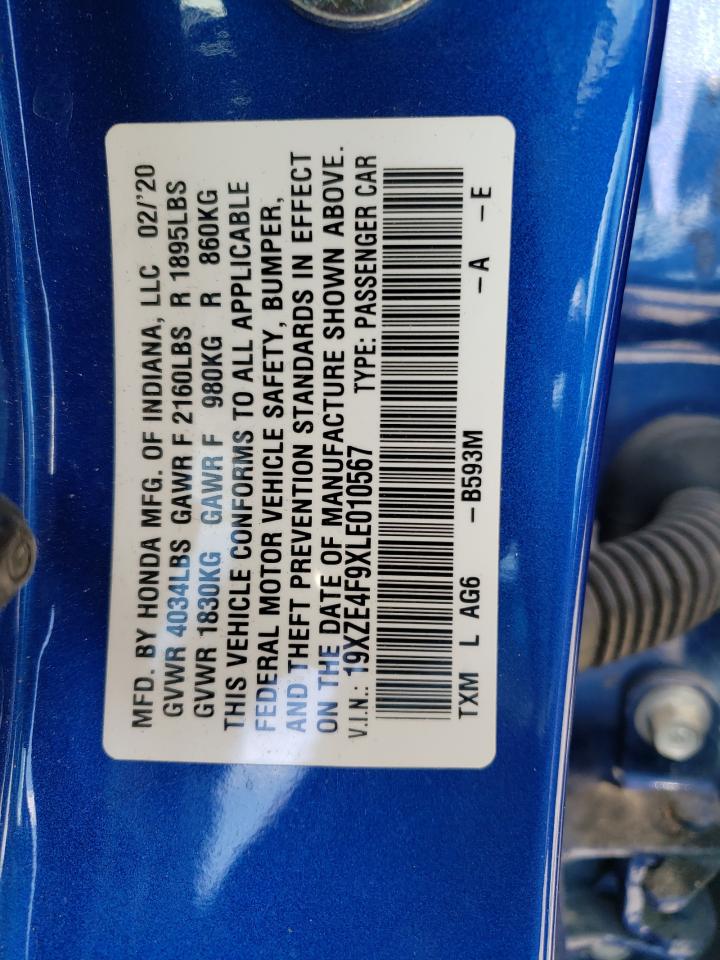 MFD. BY HONDA MFG. OF INDIANA, LLC 02/'20
GVWR 4034LBS GAWR F 2160LBS R 1895LBS
GVWR 1830KG GAWR F 980KG R 860KG
THIS VEHICLE CONFORMS TO ALL APPLICABLE
FEDERAL MOTOR VEHICLE SAFETY, BUMPER,
AND THEFT PREVENTION STANDARDS IN EFFECT
ON THE DATE OF MANUFACTURE SHOWN ABOVE.
V.I.N.: 19XZE4F9XLE010567 TYPE: PASSENGER CAR
TXM L AG6 -B593M -A -E